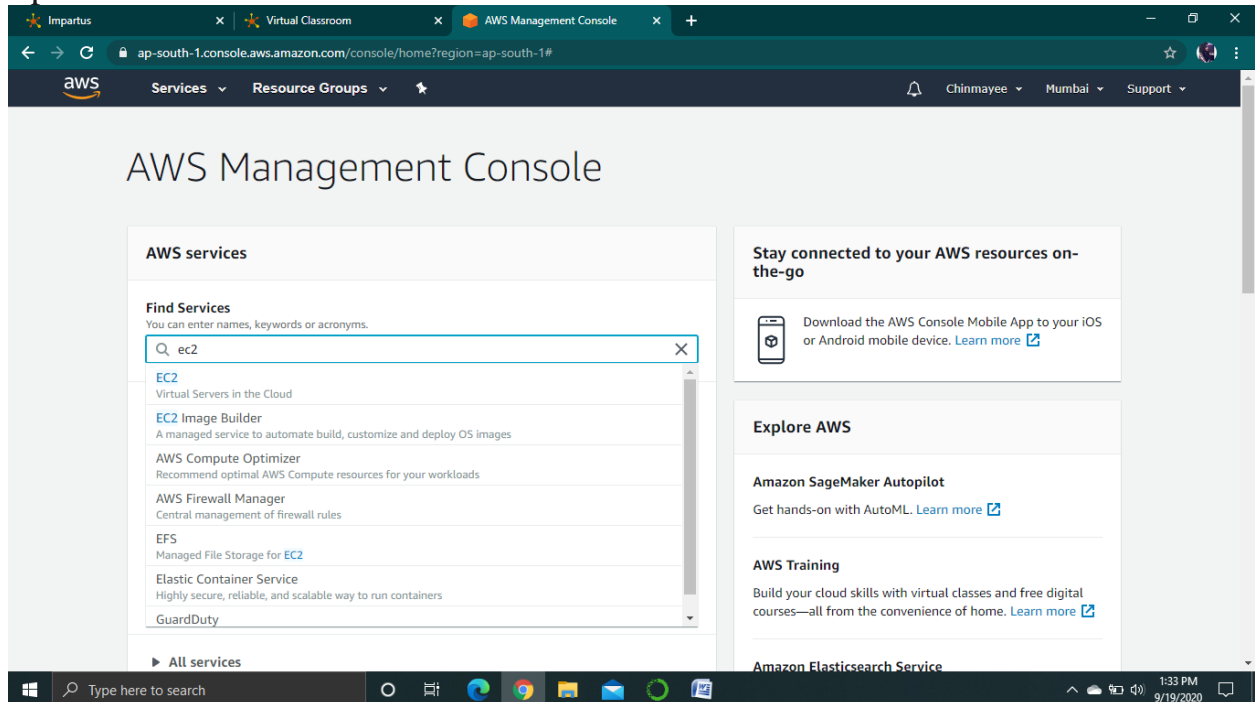 Impartus
Virtual Classroom
AWS Management Console
ap-south-1.console.aws.amazon.com/console/home?region=ap-south-1#
aws
Services
Resource Groups
Chinmayee
Mumbai
Support
AWS Management Console
AWS services
Find Services
You can enter names, keywords or acronyms.
ec2
EC2
Virtual Servers in the Cloud
EC2 Image Builder
A managed service to automate build, customize and deploy OS images
AWS Compute Optimizer
Recommend optimal AWS Compute resources for your workloads
AWS Firewall Manager
Central management of firewall rules
EFS
Managed File Storage for EC2
Elastic Container Service
Highly secure, reliable, and scalable way to run containers
GuardDuty
All services
Stay connected to your AWS resources on-
the-go
Download the AWS Console Mobile App to your iOS
or Android mobile device. Learn more
Explore AWS
Amazon SageMaker Autopilot
Get hands-on with AutoML. Learn more
AWS Training
Build your cloud skills with virtual classes and free digital
courses—all from the convenience of home. Learn more
Amazon Elasticsearch Service
Type here to search
1:33 PM
9/19/2020